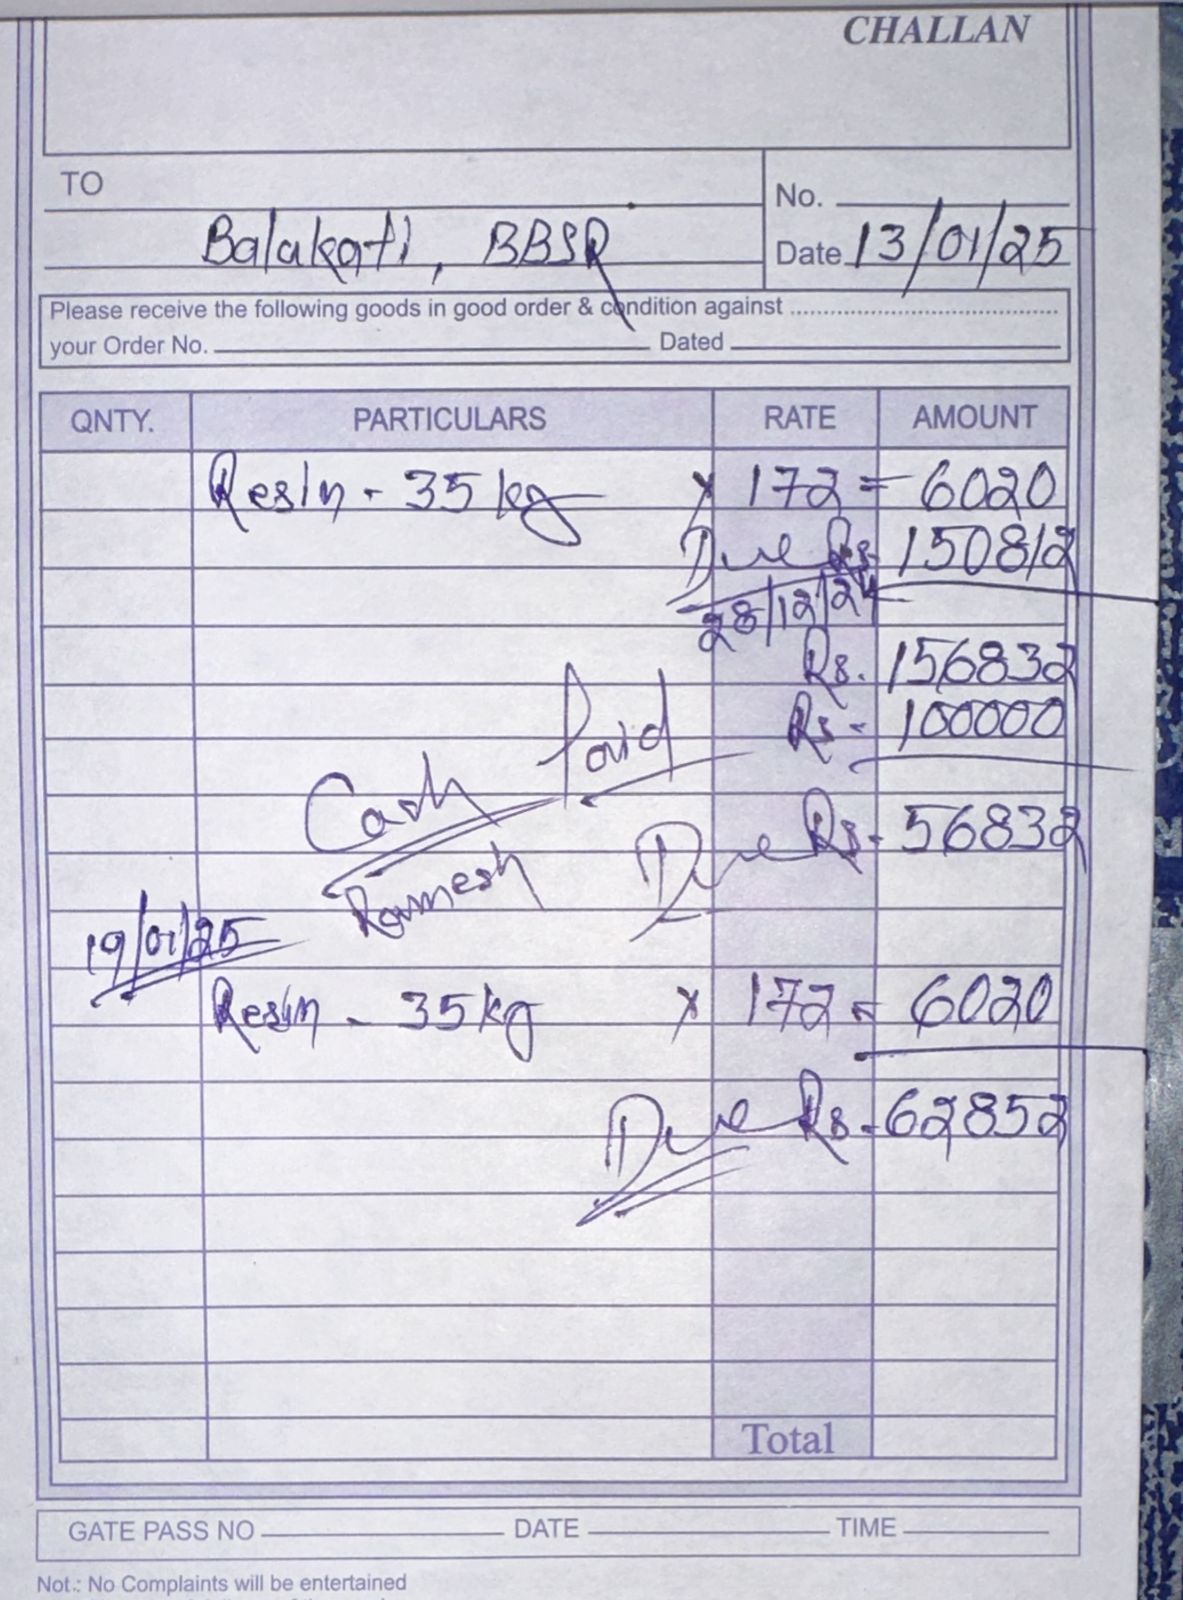 CHALLAN
TO
Balakati, BBSR
No.
Date 13/01/25
Please receive the following goods in good order & condition against
your Order No. Dated
QNTY. PARTICULARS RATE AMOUNT
Resin - 35 kg x 172 = 6020
Due Rs. 150812
28/12/24
Rs. 156832
Cash Paid Rs - 100000
Ramesh
Due Rs. 56832
19/01/25
Resin - 35 kg x 172 = 6020
Due Rs. 62852
Total
GATE PASS NO DATE TIME
Not.: No Complaints will be entertained